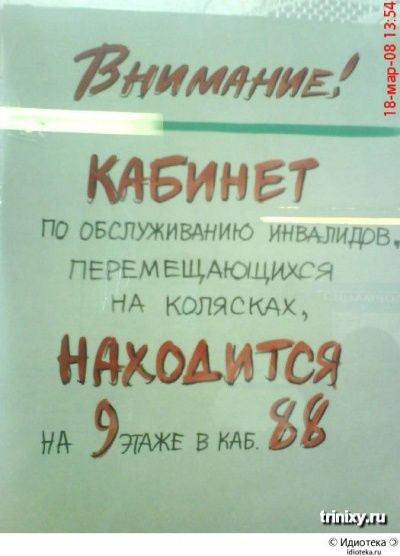 18-мар-08 13:54
Внимание!
КАБИНЕТ
ПО ОБСЛУЖИВАНИЮ ИНВАЛИДОВ,
ПЕРЕМЕЩАЮЩИХСЯ
НА КОЛЯСКАХ,
НАХОДИТСЯ
НА 9 ЭТАЖЕ В КАБ. 88
trinixy.ru
© Идиотека
idioteka.ru